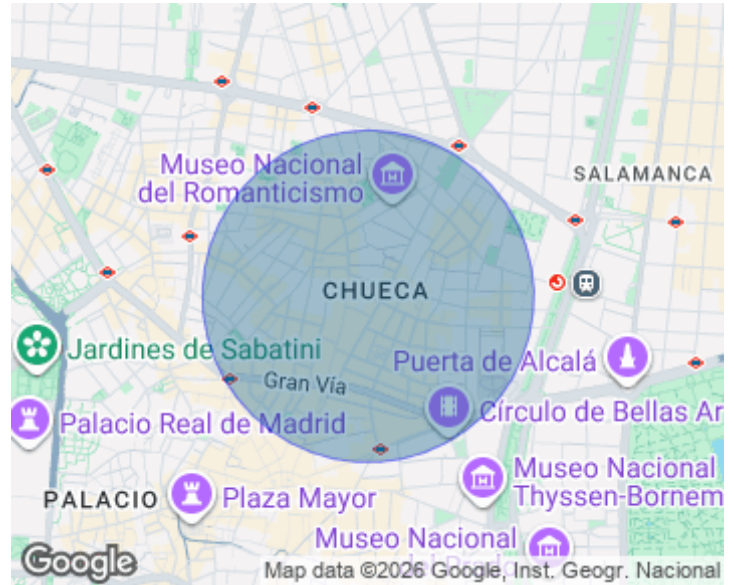 Museo Nacional
del Romanticismo
SALAMANCA
CHUECA
Jardines de Sabatini
Puerta de Alcalá
Gran Vía
Palacio Real de Madrid
Círculo de Bellas Ar
Museo Nacional
Thyssen-Bornem
PALACIO
Plaza Mayor
Museo Nacional
Google
Map data ©2026 Google, Inst. Geogr. Nacional